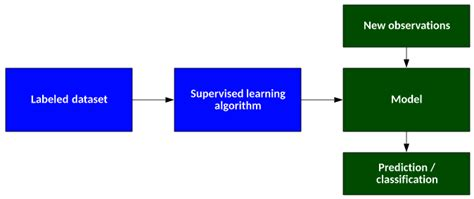 New observations
Labeled dataset
Supervised learning
algorithm
Model
Prediction /
classification